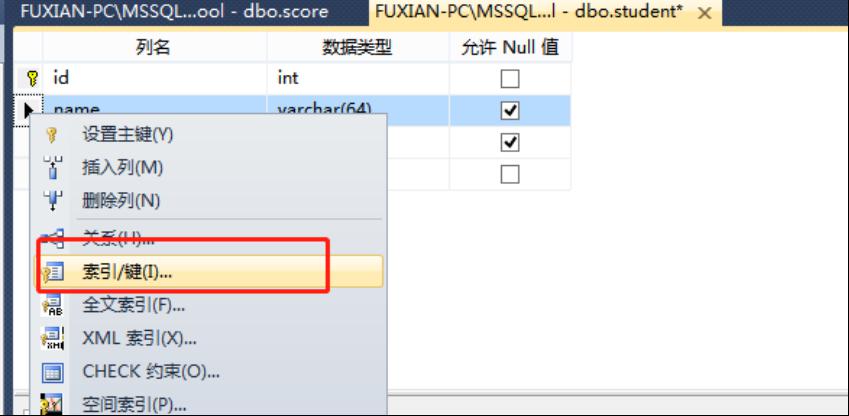 FUXIAN-PC\MSSQL...ool - dbo.score FUXIAN-PC\MSSQL...l - dbo.student*
列名 数据类型 允许 Null 值
id int
name varchar(64)
设置主键(Y)
插入列(M)
删除列(N)
关系(H)...
索引/键(I)...
全文索引(F)...
XML 索引(X)...
CHECK 约束(O)...
空间索引(P)...